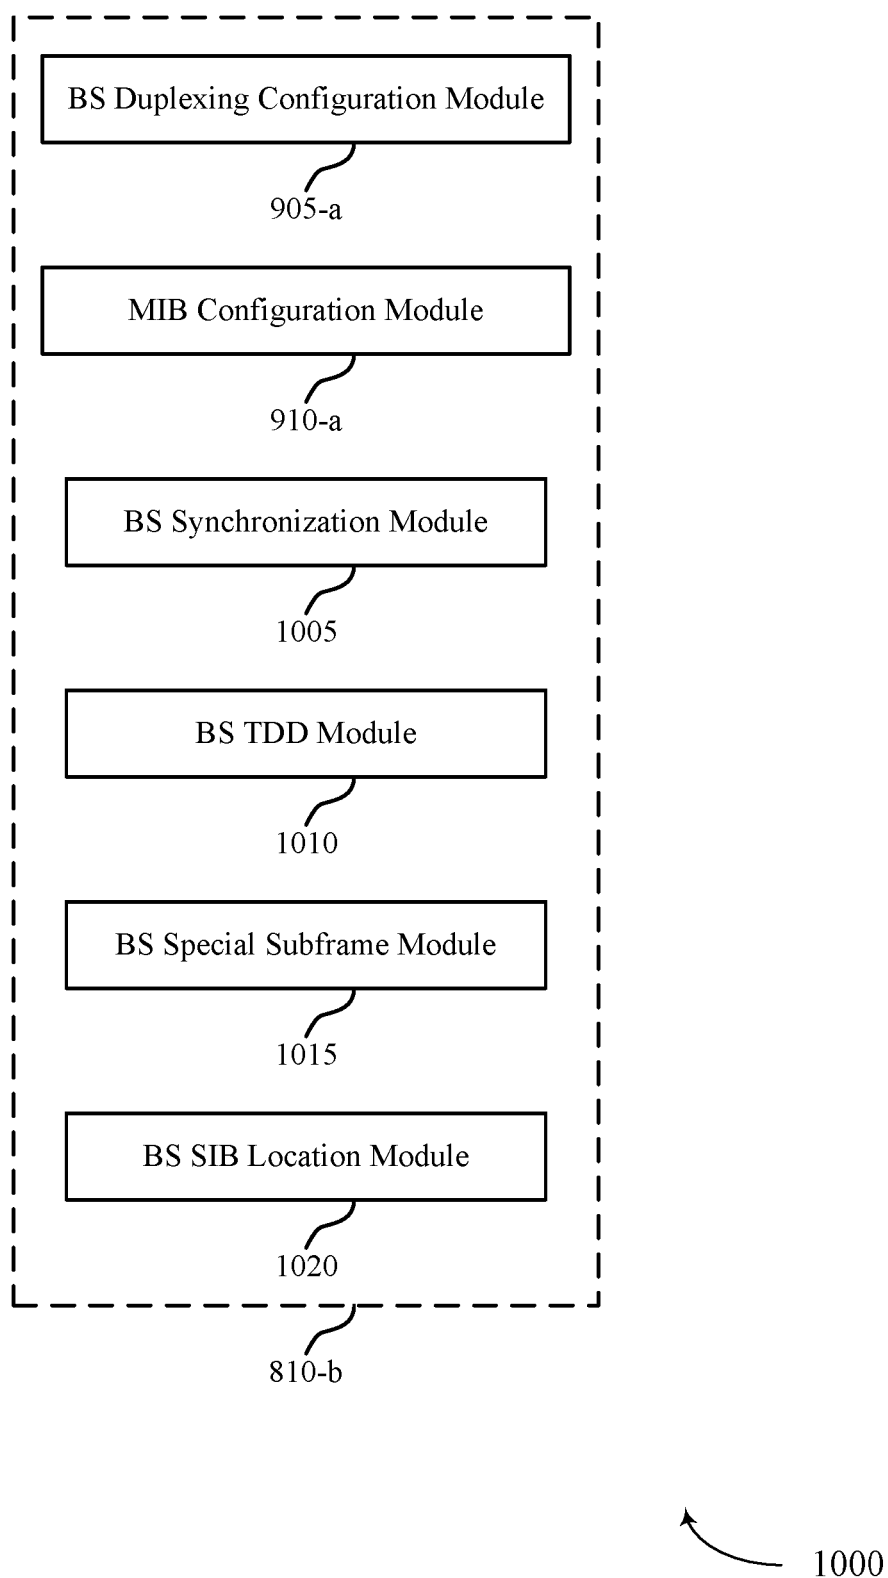 BS Duplexing Configuration Module
905-a
MIB Configuration Module
910-a
BS Synchronization Module
1005
BS TDD Module
1010
BS Special Subframe Module
1015
BS SIB Location Module
1020
810-b
1000